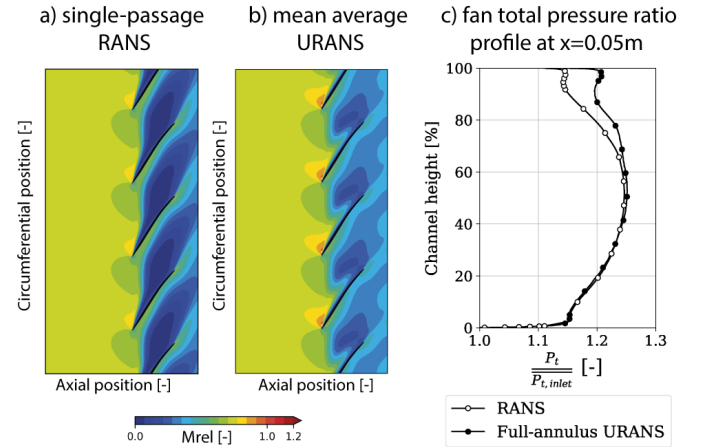 a) single-passage
RANS
b) mean average
URANS
c) fan total pressure ratio
profile at x=0.05m
Circumferential position [-]
Axial position [-]
Circumferential position [-]
Axial position [-]
0.0
1.0
1.2
Mrel [-]
Channel height [%]
100
80
60
40
20
0
1.0
1.1
1.2
1.3
P_t
P_{t, inlet} [-]
RANS
Full-annulus URANS